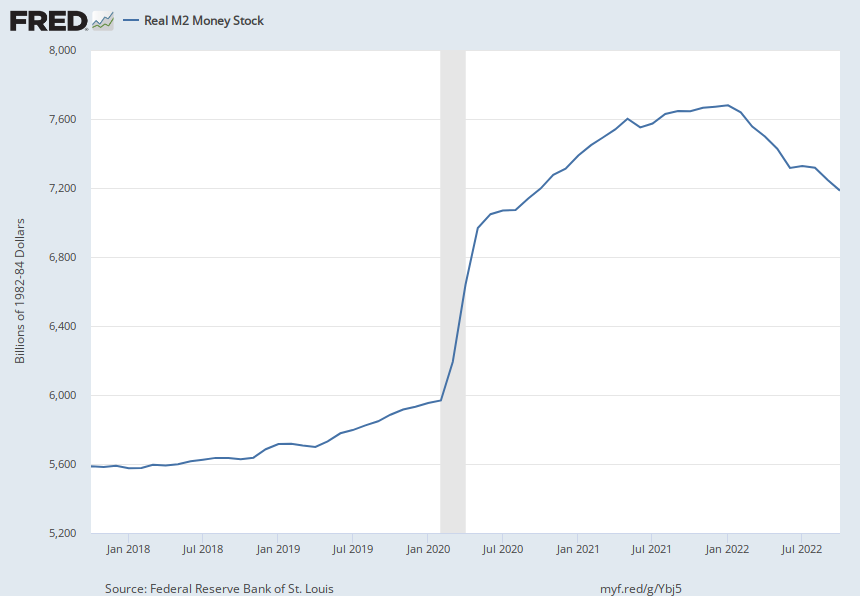 FRED Real M2 Money Stock
Billions of 1982-84 Dollars
8,000
7,600
7,200
6,800
6,400
6,000
5,600
5,200
Jan 2018 Jul 2018 Jan 2019 Jul 2019 Jan 2020 Jul 2020 Jan 2021 Jul 2021 Jan 2022 Jul 2022
Source: Federal Reserve Bank of St. Louis myf.red/g/Ybj5